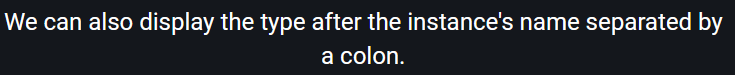 We can also display the type after the instance's name separated by
a colon.